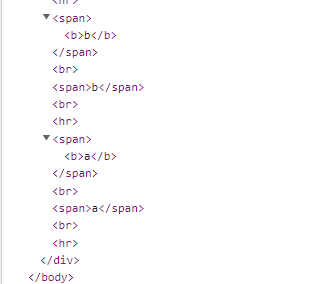 <hr>
<span>
<b>b</b>
</span>
<br>
<span>b</span>
<br>
<hr>
<span>
<b>a</b>
</span>
<br>
<span>a</span>
<br>
<hr>
</div>
</body>